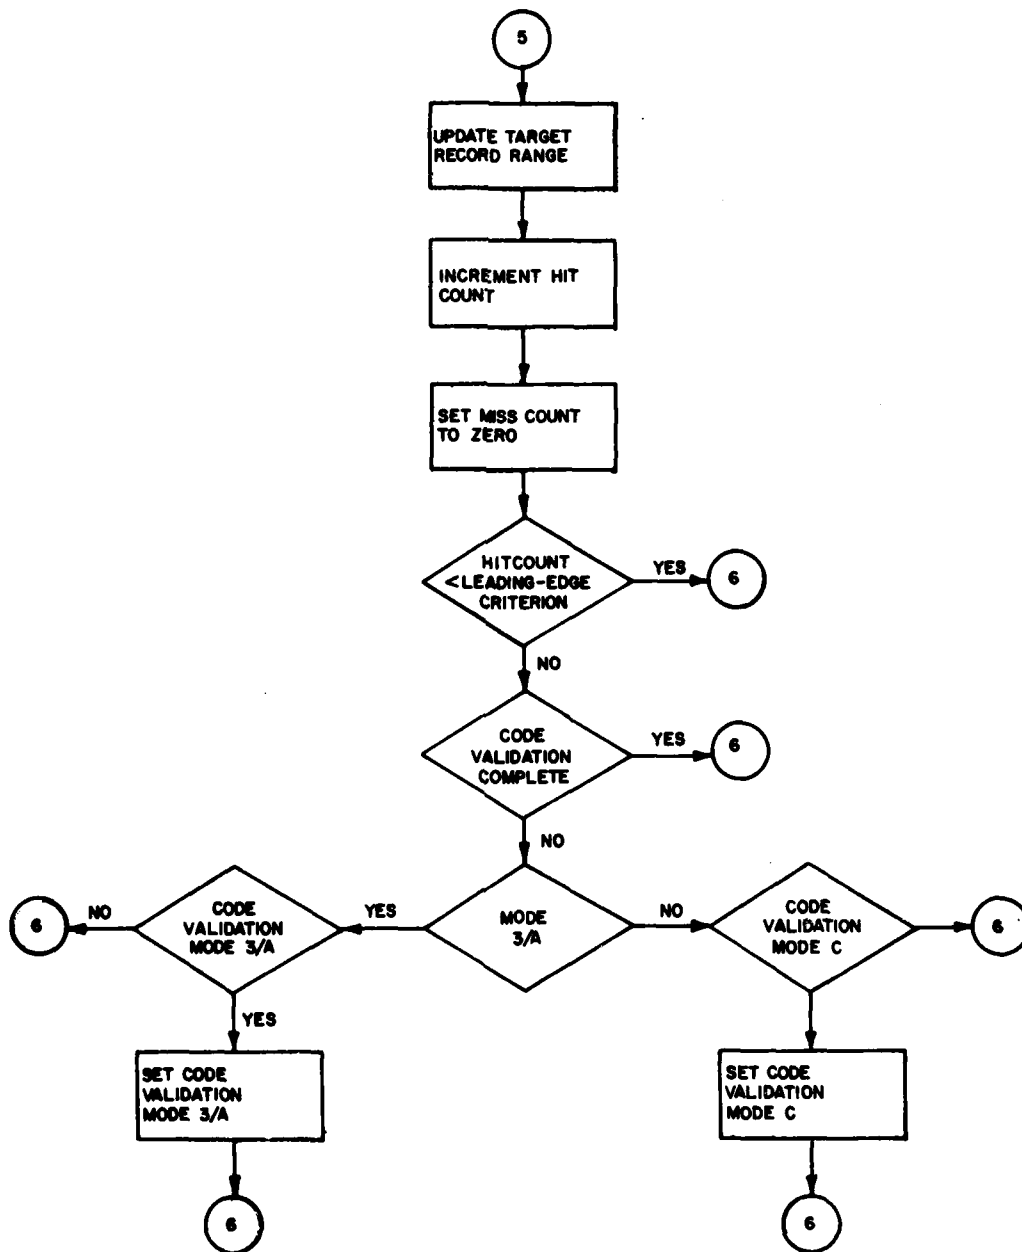 5
UPDATE TARGET
RECORD RANGE
INCREMENT HIT
COUNT
SET MISS COUNT
TO ZERO
HITCOUNT
<LEADING-EDGE
CRITERION
YES
6
NO
CODE
VALIDATION
COMPLETE
YES
6
NO
MODE
3/A
YES
CODE
VALIDATION
MODE 3/A
NO
6
NO
CODE
VALIDATION
MODE C
6
YES
SET CODE
VALIDATION
MODE 3/A
6
SET CODE
VALIDATION
MODE C
6